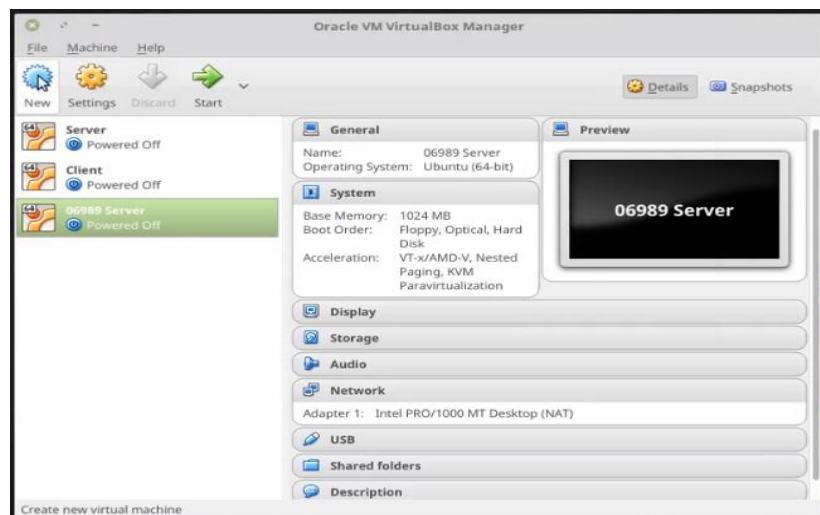 Oracle VM VirtualBox Manager
File Machine Help
New Settings Discard Start
Details Snapshots
64
Server
Powered Off
64
Client
Powered Off
64
06989 Server
Powered Off
General
Name: 06989 Server
Operating System: Ubuntu (64-bit)
System
Base Memory: 1024 MB
Boot Order: Floppy, Optical, Hard
Disk
Acceleration: VT-x/AMD-V, Nested
Paging, KVM
Paravirtualization
Preview
06989 Server
Display
Storage
Audio
Network
Adapter 1: Intel PRO/1000 MT Desktop (NAT)
USB
Shared folders
Description
Create new virtual machine